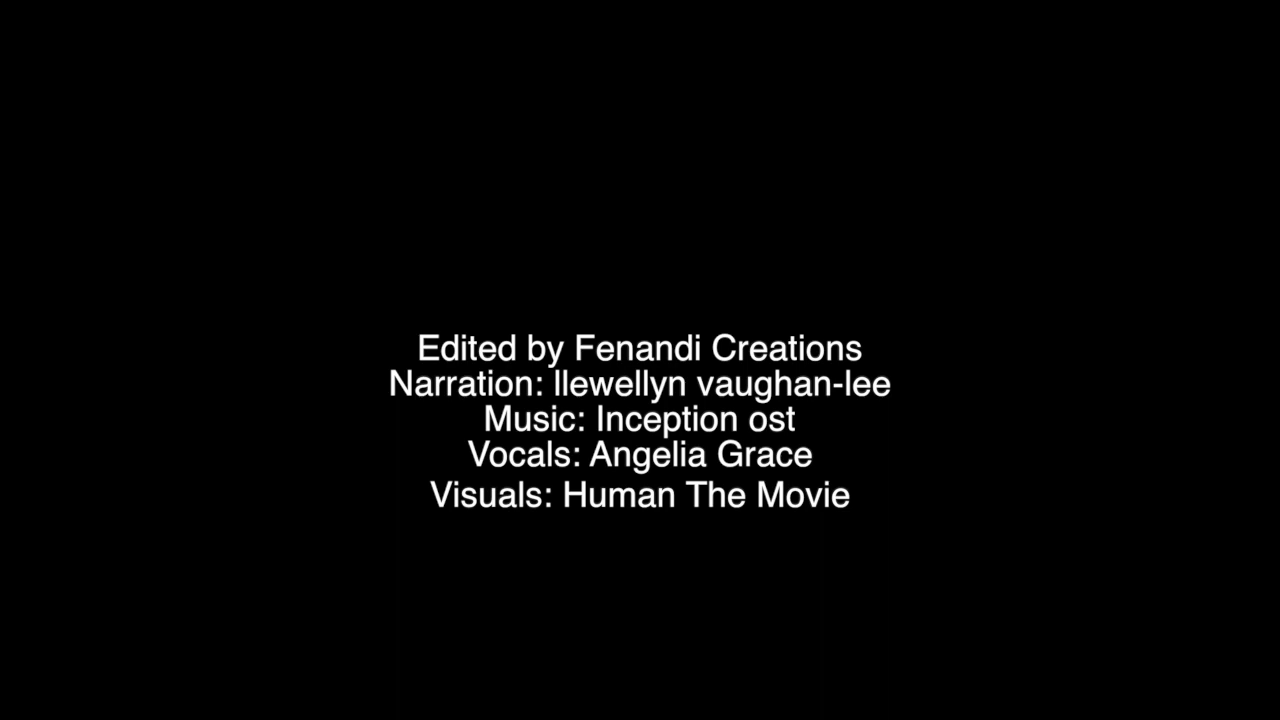 Edited by Fenandi Creations
Narration: llewellyn vaughan-lee
Music: Inception ost
Vocals: Angelia Grace
Visuals: Human The Movie